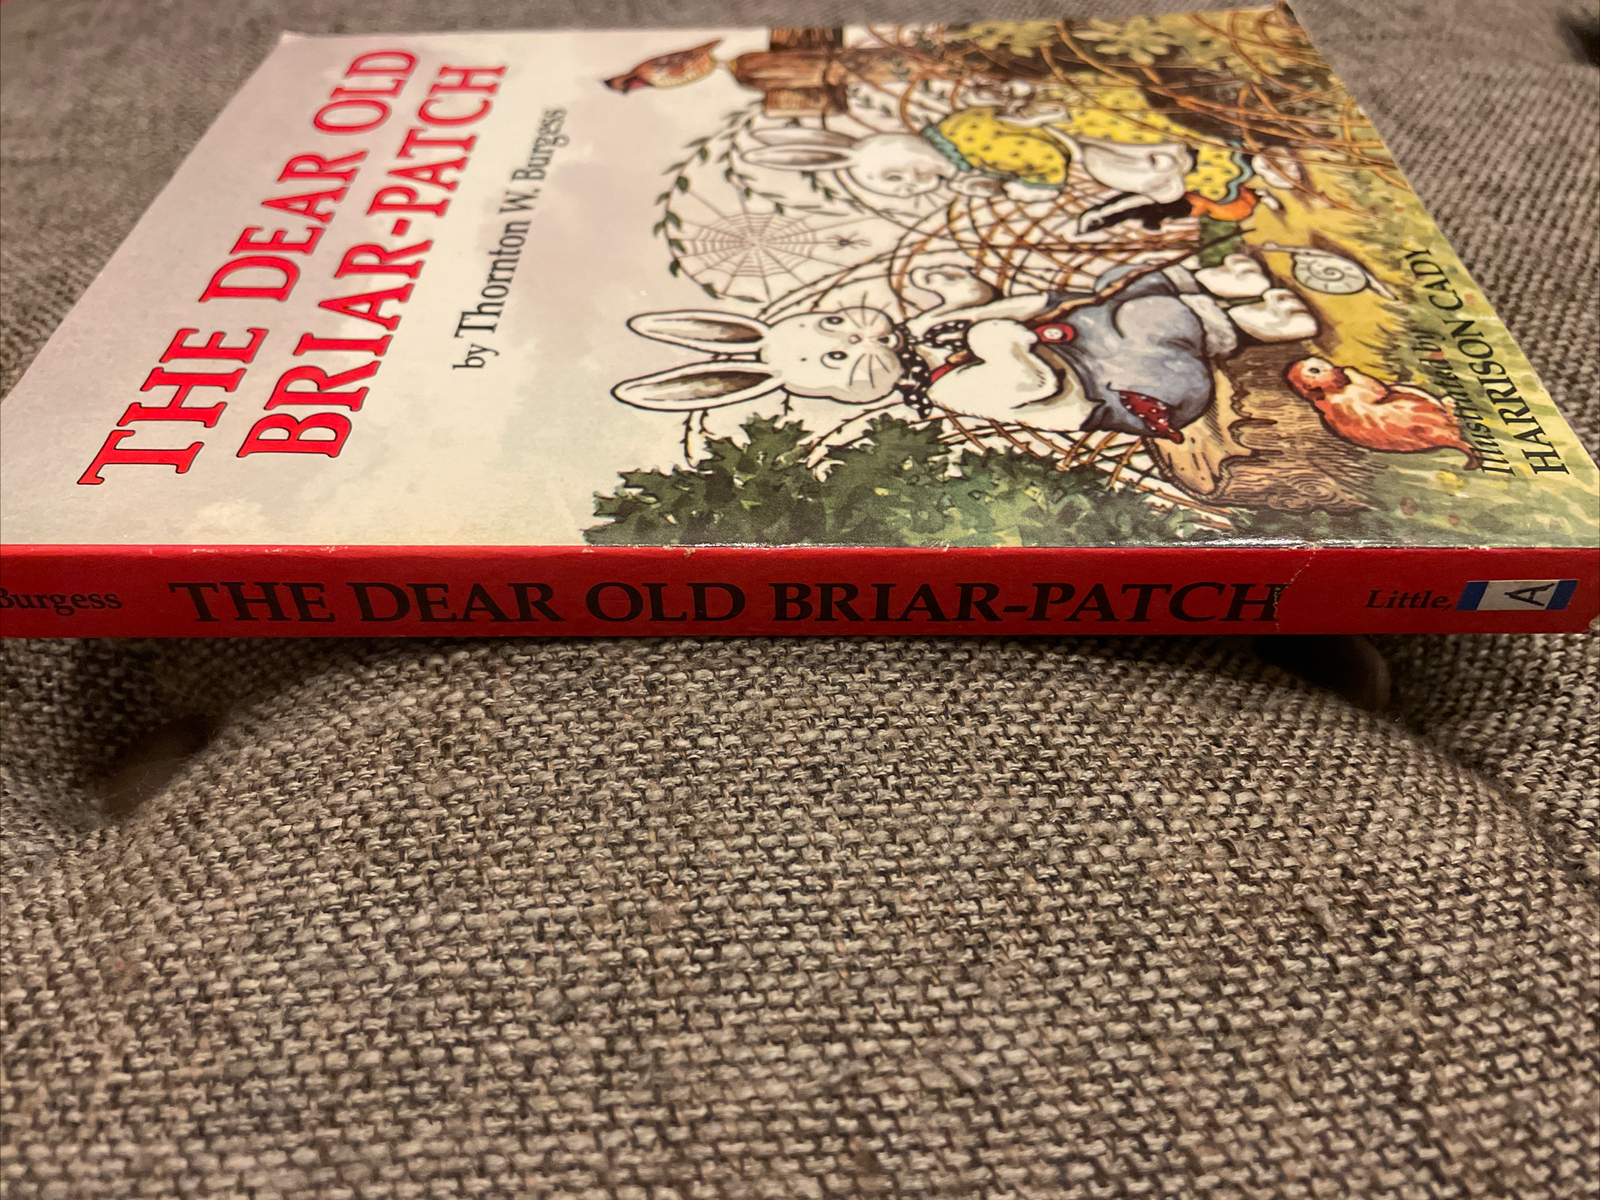 THE DEAR OLD
BRIAR-PATCH
by Thornton W. Burgess
Illustrated by
HARRISON CADY
Burgess THE DEAR OLD BRIAR-PATCH Little, A